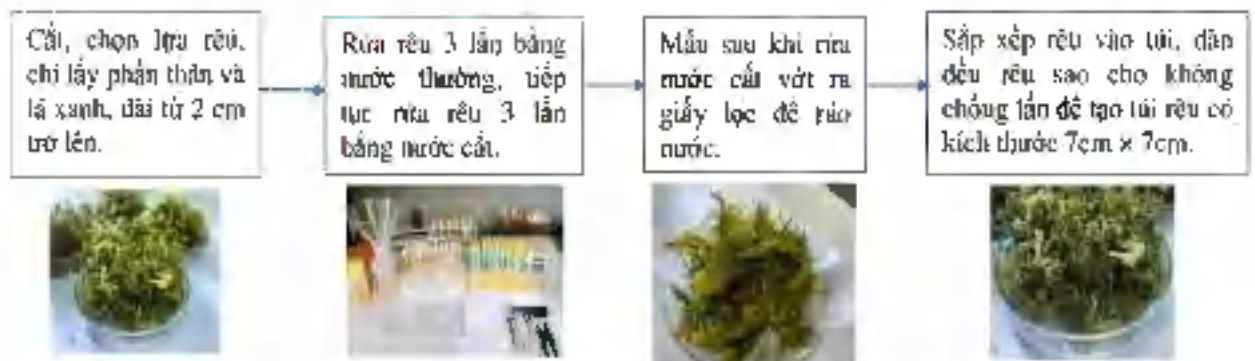 Cắt, chọn lựa rêu,
chỉ lấy phần thân và
lá xanh, dài từ 2 cm
trở lên.
Rửa rêu 3 lần bằng
nước thường, tiếp
tục rửa rêu 3 lần
bằng nước cất.
Mẫu sau khi rửa
nước cất vớt ra
giấy lọc để ráo
nước.
Sắp xếp rêu vào túi, dàn
đều rêu sao cho không
chồng lấn để tạo túi rêu có
kích thước 7cm × 7cm.